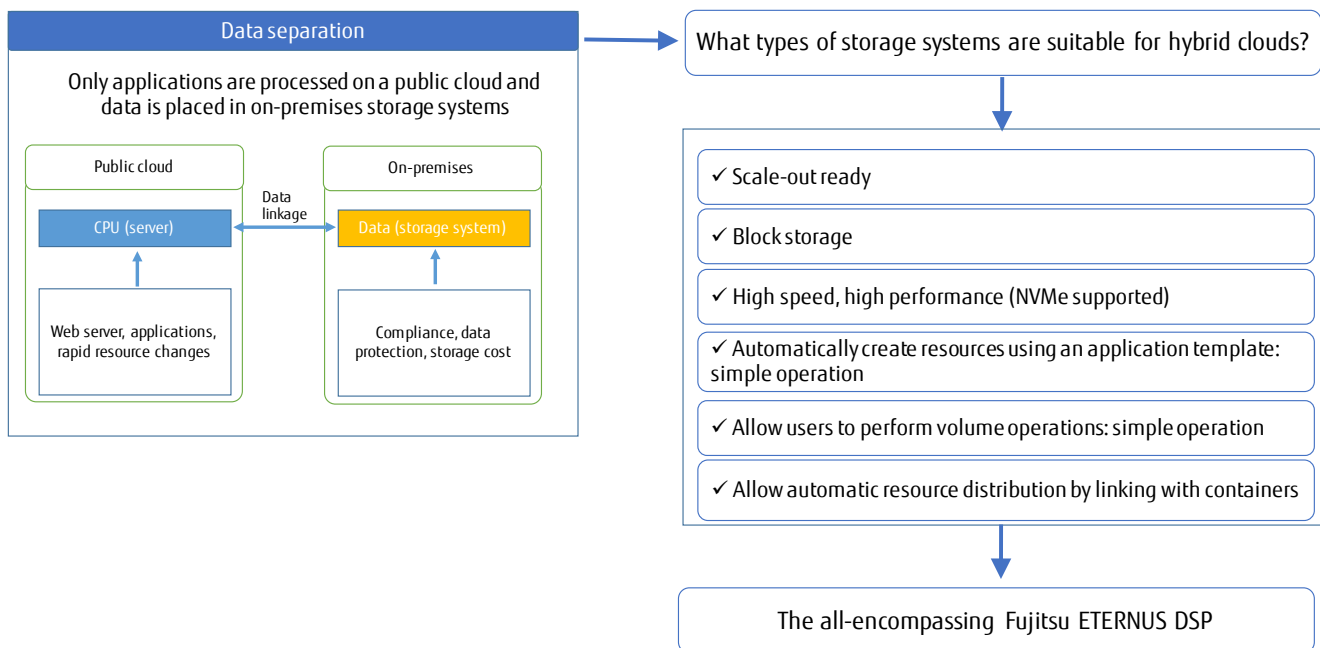 Data separation
Only applications are processed on a public cloud and
data is placed in on-premises storage systems
Public cloud
On-premises
Data
linkage
CPU (server)
Data (storage system)
Web server, applications,
rapid resource changes
Compliance, data
protection, storage cost
What types of storage systems are suitable for hybrid clouds?
✓ Scale-out ready
✓ Block storage
✓ High speed, high performance (NVMe supported)
✓ Automatically create resources using an application template:
simple operation
✓ Allow users to perform volume operations: simple operation
✓ Allow automatic resource distribution by linking with containers
The all-encompassing Fujitsu ETERNUS DSP